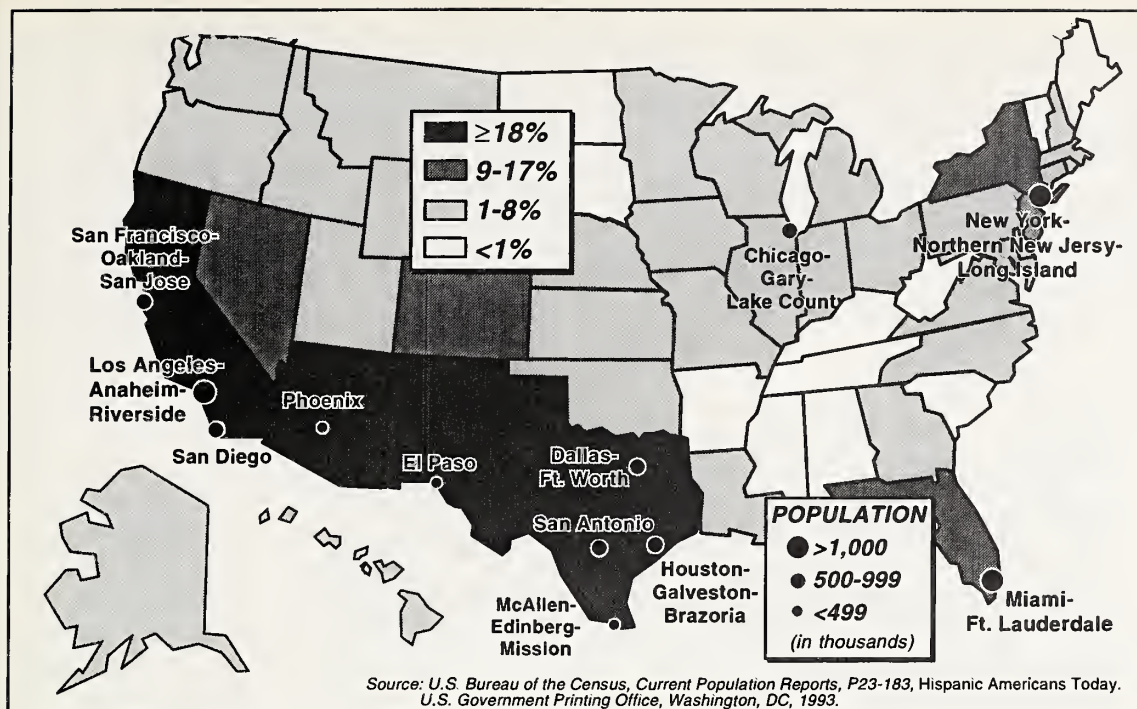 ≥18%
9-17%
1-8%
<1%
San Francisco-
Oakland-
San Jose
Los Angeles-
Anaheim-
Riverside
San Diego
Phoenix
El Paso
Dallas-
Ft. Worth
San Antonio
Houston-
Galveston-
Brazoria
McAllen-
Edinberg-
Mission
Chicago-
Gary-
Lake County
New York-
Northern New Jersy-
Long Island
Miami-
Ft. Lauderdale
POPULATION
>1,000
500-999
<499
(in thousands)
Source: U.S. Bureau of the Census, Current Population Reports, P23-183, Hispanic Americans Today.
U.S. Government Printing Office, Washington, DC, 1993.